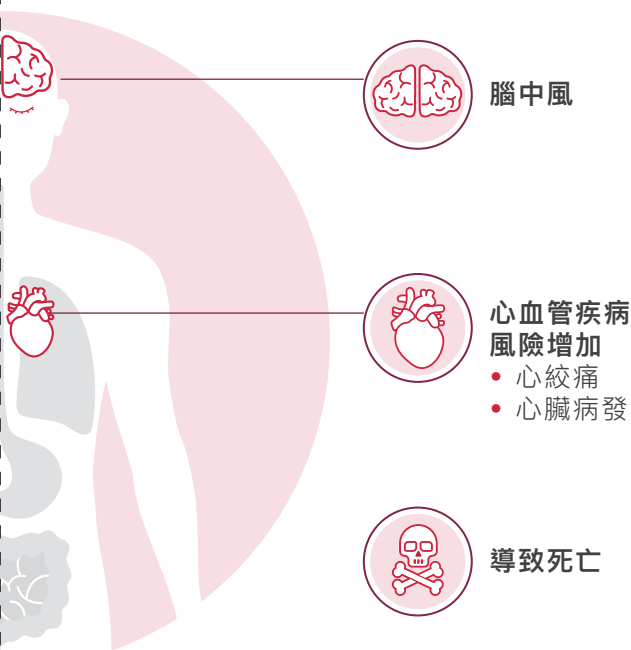 腦中風
心血管疾病
風險增加
• 心絞痛
• 心臟病發
導致死亡